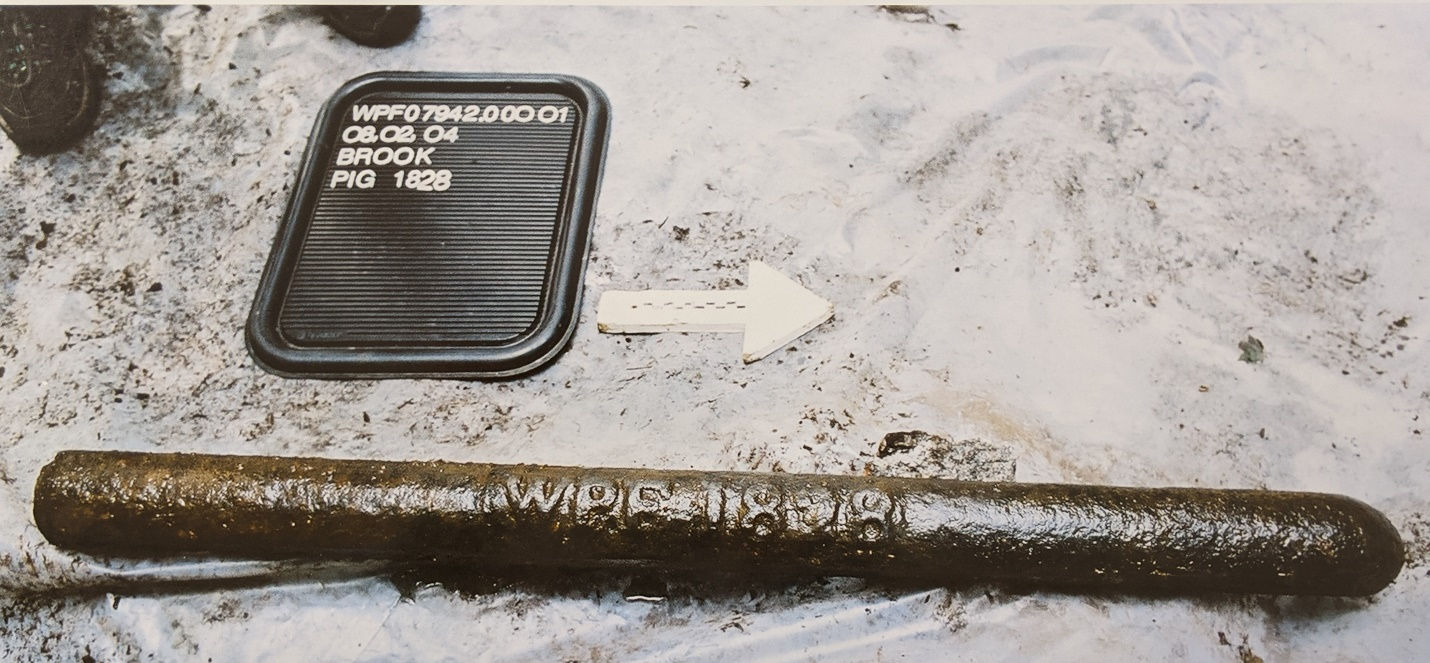 WPF07942.000 01
08.02. 04
BROOK
PIG 1828
WPF 1828